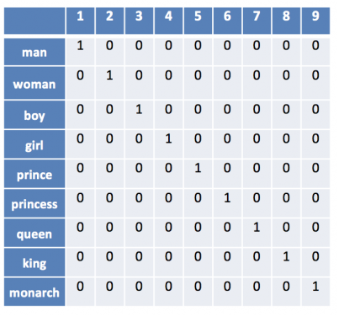 1 2 3 4 5 6 7 8 9
man 1 0 0 0 0 0 0 0 0
woman 0 1 0 0 0 0 0 0 0
boy 0 0 1 0 0 0 0 0 0
girl 0 0 0 1 0 0 0 0 0
prince 0 0 0 0 1 0 0 0 0
princess 0 0 0 0 0 1 0 0 0
queen 0 0 0 0 0 0 1 0 0
king 0 0 0 0 0 0 0 1 0
monarch 0 0 0 0 0 0 0 0 1